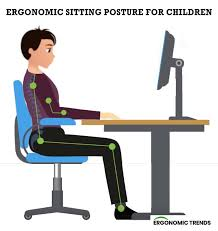 ERGONOMIC SITTING POSTURE FOR CHILDREN
ERGONOMIC TRENDS